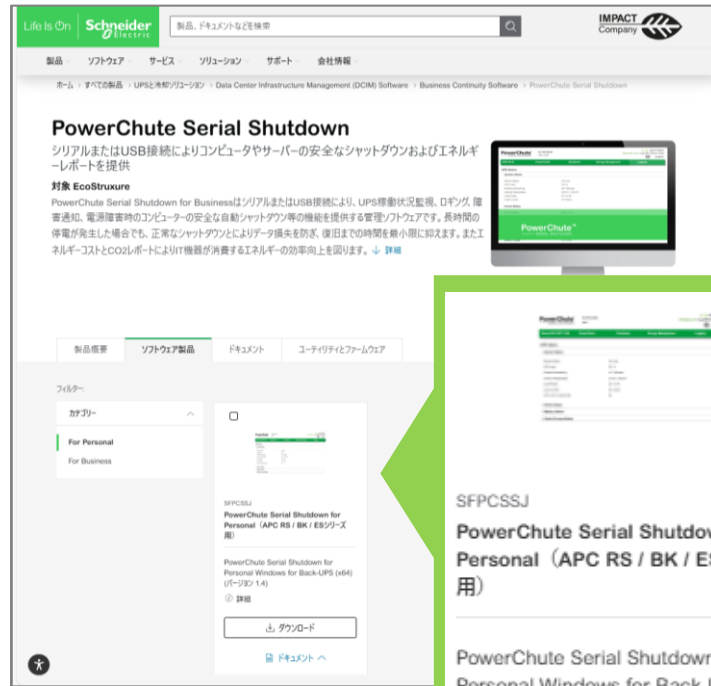 Life Is On Schneider Electric
製品、ドキュメントなどを検索
IMPACT Company
製品 ソフトウェア サービス ソリューション サポート 会社情報
ホーム > すべての製品 > UPSと冷却ソリューション > Data Center Infrastructure Management (DCIM) Software > Business Continuity Software > PowerChute Serial Shutdown
PowerChute Serial Shutdown
シリアルまたはUSB接続によりコンピュータやサーバーの安全なシャットダウンおよびエネルギ
ーレポートを提供
対象 EcoStruxure
PowerChute Serial Shutdown for Businessはシリアルまたは​USB接続により、UPS稼働状況監視、ロギング, 障
害通知、電源障害時のコンピューターの安全な自動シャットダウン等の機能を提供する管理ソフトウェアです。長時間の
停電が発生した場合でも、正常なシャットダウンとによりデータ損失を防ぎ、復旧までの時間を最小限に抑えます。またエ
ネルギーコストとCO2レポートによりIT機器が消費するエネルギーの効率向上を図ります。 ↓ 詳細
PowerChute
PowerChute™
製品概要 ソフトウェア製品 ドキュメント ユーティリティとファームウェア
フィルター:
カテゴリー
For Personal
For Business
SFPCSSJ
PowerChute Serial Shutdown for
Personal（APC RS / BK / ESシリーズ
用）
PowerChute Serial Shutdown for
Personal Windows for Back-UPS (x64)
(バージョン 1.4)
詳細
ダウンロード
ドキュメント
PowerChute
SFPCSSJ
PowerChute Serial Shutdow
Personal（APC RS / BK / ES
用）
PowerChute Serial Shutdown
Personal Windows for Back-U